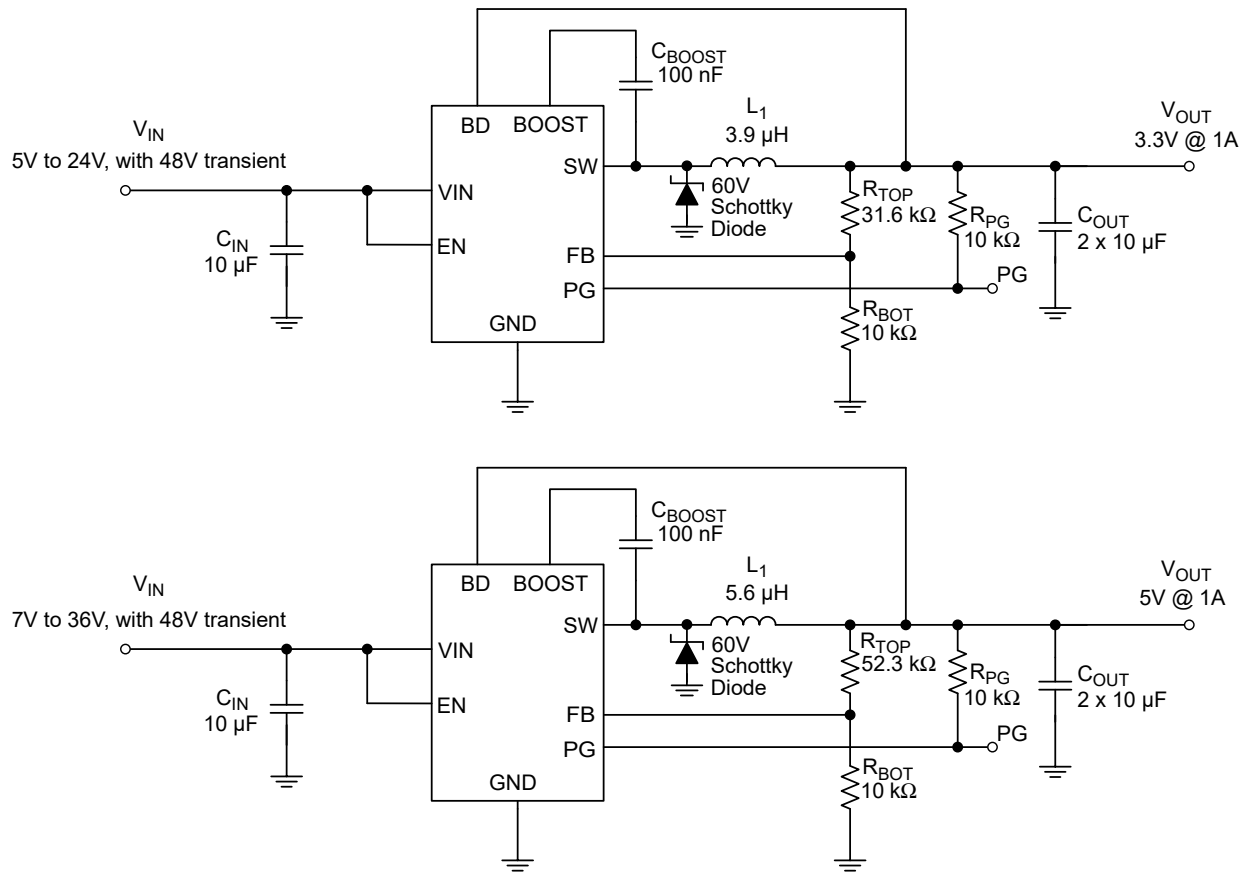 C_BOOST
100 nF
V_IN
5V to 24V, with 48V transient
BD
BOOST
L_1
3.9 µH
V_OUT
3.3V @ 1A
SW
VIN
60V
Schottky
Diode
R_TOP
31.6 kΩ
R_PG
10 kΩ
C_OUT
2 x 10 µF
C_IN
10 µF
EN
FB
PG
PG
GND
R_BOT
10 kΩ
C_BOOST
100 nF
V_IN
7V to 36V, with 48V transient
BD
BOOST
L_1
5.6 µH
V_OUT
5V @ 1A
SW
VIN
60V
Schottky
Diode
R_TOP
52.3 kΩ
R_PG
10 kΩ
C_OUT
2 x 10 µF
C_IN
10 µF
EN
FB
PG
PG
GND
R_BOT
10 kΩ